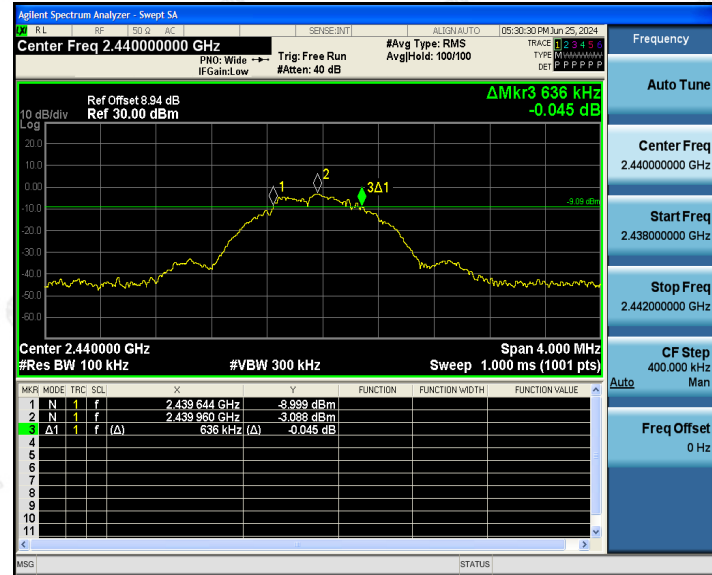 Agilent Spectrum Analyzer - Swept SA
RL RF 50 Ω AC SENSE:INT ALIGN AUTO 05:30:30 PM Jun 25, 2024
Center Freq 2.440000000 GHz
PNO: Wide
IFGain:Low
Trig: Free Run
#Atten: 40 dB
#Avg Type: RMS
Avg|Hold: 100/100
TRACE 1 2 3 4 5 6
TYPE M W W W W W
DET P P P P P P
Frequency
Auto Tune
Center Freq
2.440000000 GHz
Start Freq
2.438000000 GHz
Stop Freq
2.442000000 GHz
CF Step
400.000 kHz
Auto Man
Freq Offset
0 Hz
ΔMkr3 636 kHz
-0.045 dB
Ref Offset 8.94 dB
10 dB/div Ref 30.00 dBm
Log
20.0
10.0
0.00
-10.0
-20.0
-30.0
-40.0
-50.0
-60.0
1
2
3Δ1
-9.09 dBm
Center 2.440000 GHz Span 4.000 MHz
#Res BW 100 kHz #VBW 300 kHz Sweep 1.000 ms (1001 pts)
MKR MODE TRC SCL X Y FUNCTION FUNCTION WIDTH FUNCTION VALUE
1 N 1 f 2.439 644 GHz -8.999 dBm
2 N 1 f 2.439 960 GHz -3.088 dBm
3 Δ1 1 f (Δ) 636 kHz (Δ) -0.045 dB
4
5
6
7
8
9
10
11
MSG STATUS